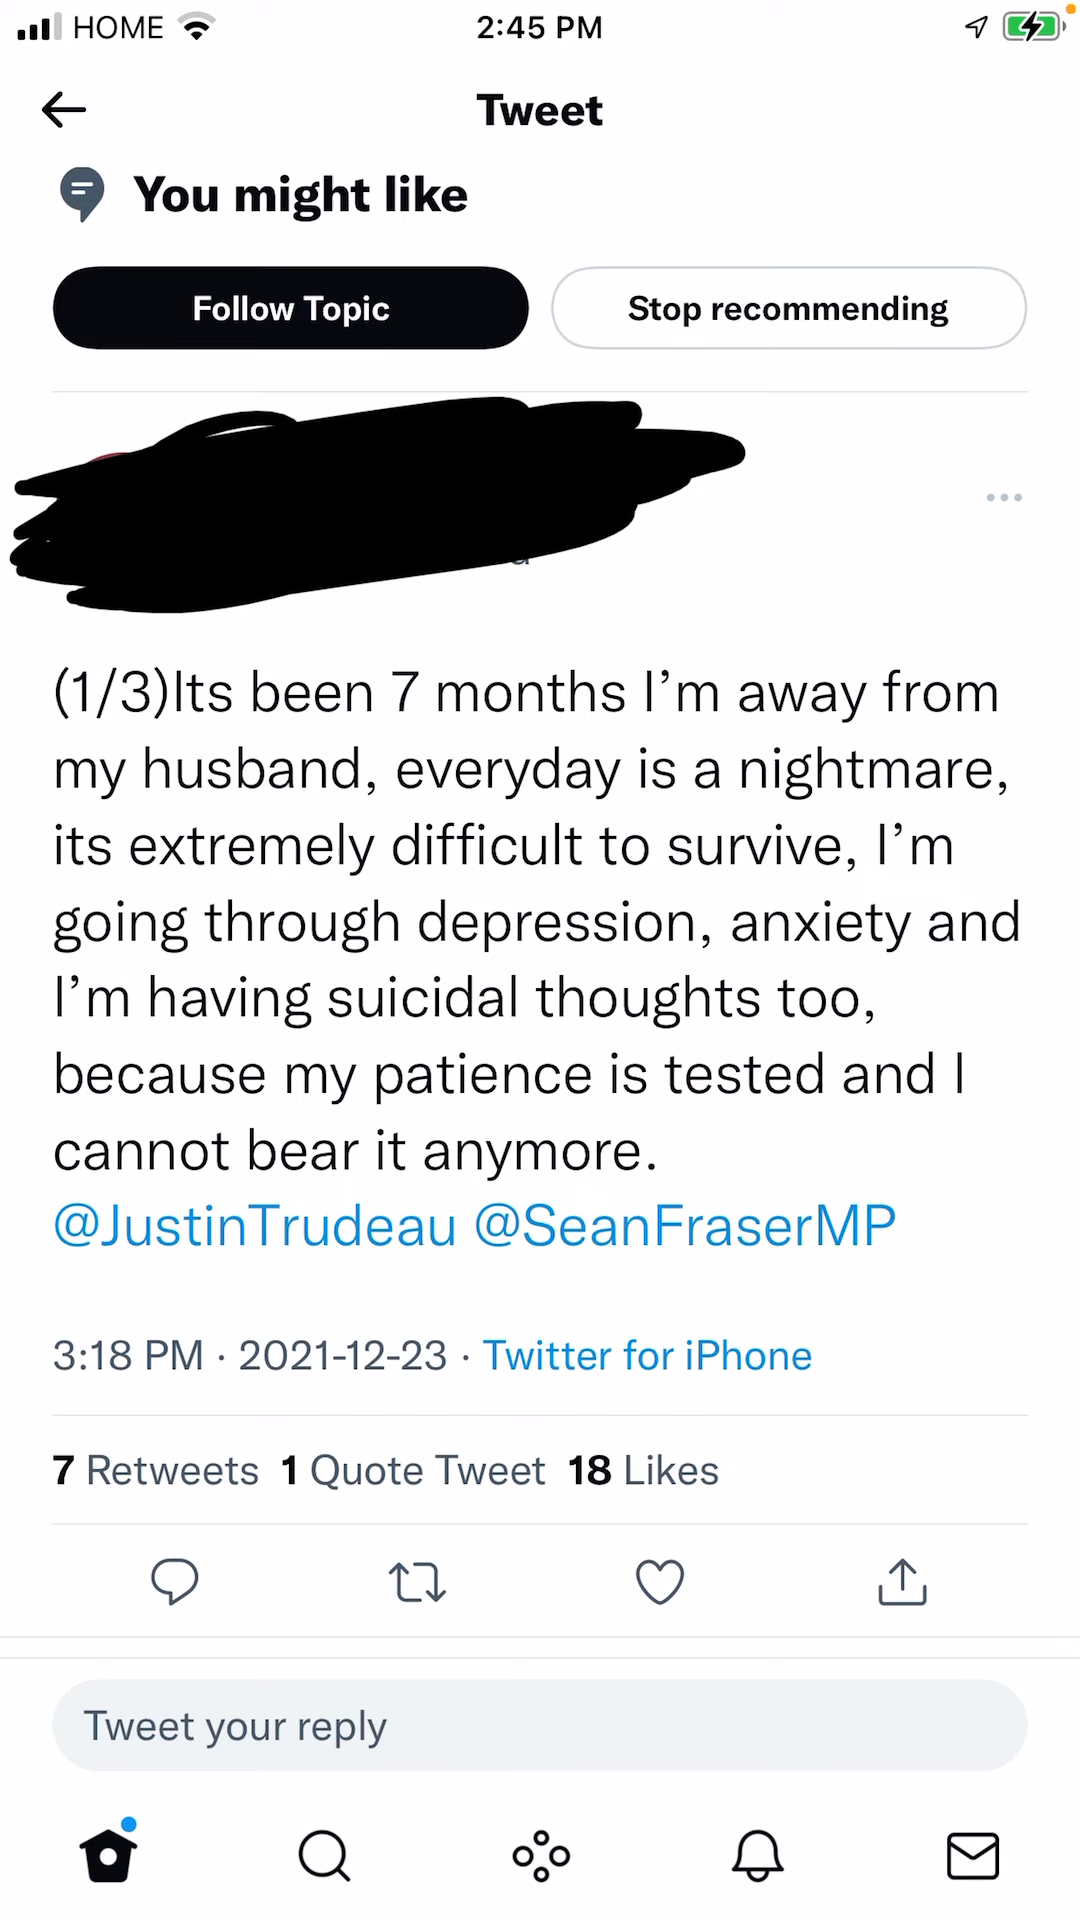 HOME 2:45 PM
Tweet
You might like
Follow Topic Stop recommending
(1/3)Its been 7 months I’m away from
my husband, everyday is a nightmare,
its extremely difficult to survive, I’m
going through depression, anxiety and
I’m having suicidal thoughts too,
because my patience is tested and I
cannot bear it anymore.
@JustinTrudeau @SeanFraserMP
3:18 PM · 2021-12-23 · Twitter for iPhone
7 Retweets 1 Quote Tweet 18 Likes
Tweet your reply